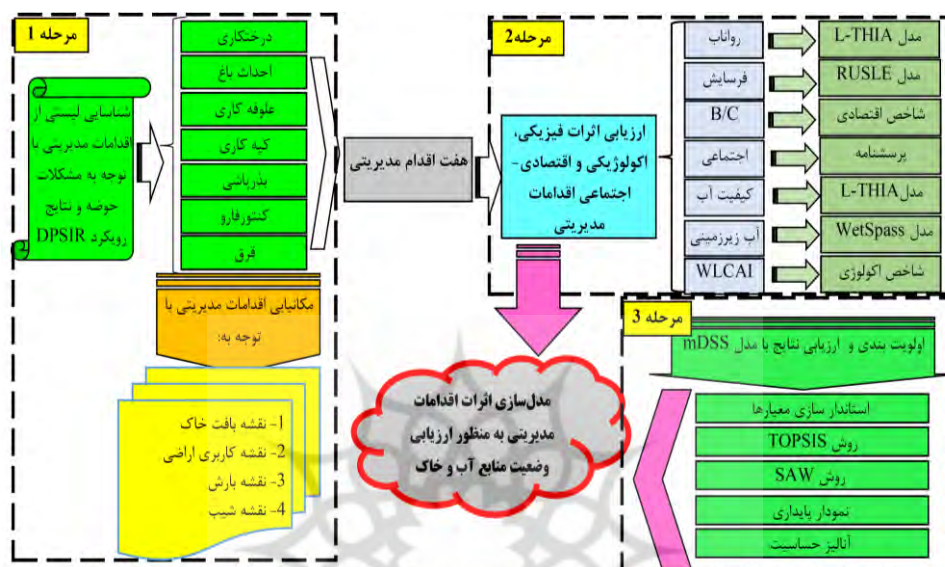 مرحله 1
شناسایی لیستی از
اقدامات مدیریتی با
توجه به مشکلات
حوضه و نتایج
رویکرد DPSIR
درختکاری
احداث باغ
علوفه کاری
کپه کاری
بذرپاشی
کنتورفارو
قرق
مکانیابی اقدامات مدیریتی با
توجه به:
1- نقشه بافت خاک
2- نقشه کاربری اراضی
3- نقشه بارش
4- نقشه شیب
هفت اقدام مدیریتی
مرحله2
ارزیابی اثرات فیزیکی،
اکولوژیکی و اقتصادی-
اجتماعی اقدامات
مدیریتی
رواناب
مدل L-THIA
فرسایش
مدل RUSLE
B/C
شاخص اقتصادی
اجتماعی
پرسشنامه
کیفیت آب
مدلL-THIA
آب زیرزمینی
مدل WetSpass
WLCAI
شاخص اکولوژی
مدل‌سازی اثرات اقدامات
مدیریتی به منظور ارزیابی
وضعیت منابع آب و خاک
مرحله 3
اولویت بندی و ارزیابی نتایج با مدل mDSS
استاندار سازی معیارها
روش TOPSIS
روش SAW
نمودار پایداری
آنالیز حساسیت